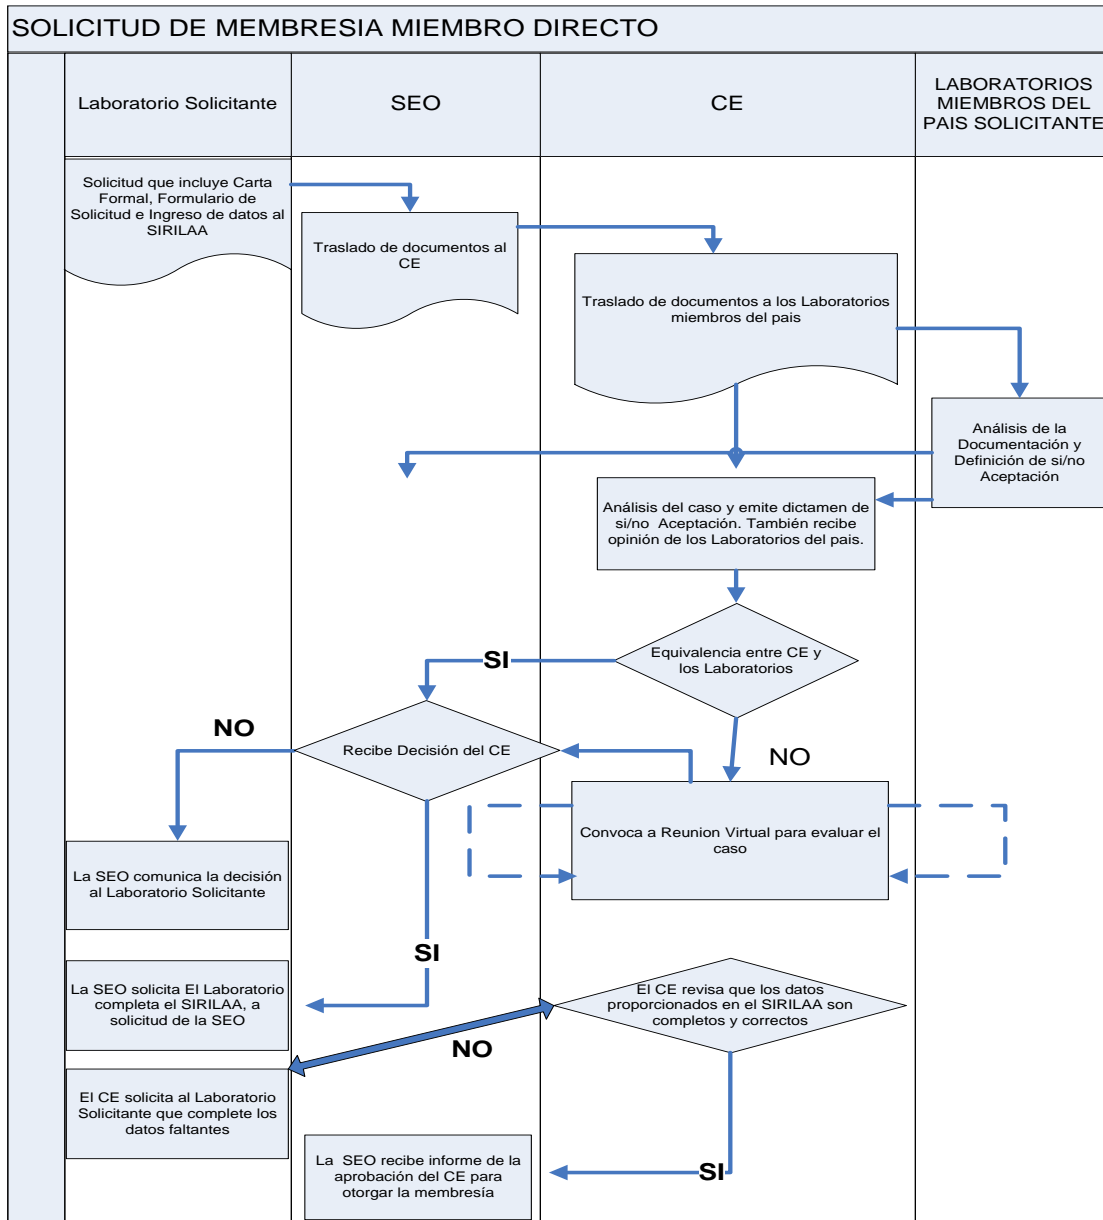 SOLICITUD DE MEMBRESIA MIEMBRO DIRECTO
Laboratorio Solicitante
SEO
CE
LABORATORIOS
MIEMBROS DEL
PAIS SOLICITANTE
Solicitud que incluye Carta
Formal, Formulario de
Solicitud e Ingreso de datos al
SIRILAA
Traslado de documentos al
CE
Traslado de documentos a los Laboratorios
miembros del pais
Análisis de la
Documentación y
Definición de si/no
Aceptación
Análisis del caso y emite dictamen de
si/no  Aceptación. También recibe
opinión de los Laboratorios del pais.
Equivalencia entre CE y
los Laboratorios
SI
NO
Recibe Decisión del CE
NO
Convoca a Reunion Virtual para evaluar el
caso
La SEO comunica la decisión
al Laboratorio Solicitante
SI
La SEO solicita El Laboratorio
completa el SIRILAA, a
solicitud de la SEO
El CE revisa que los datos
proporcionados en el SIRILAA son
completos y correctos
NO
El CE solicita al Laboratorio
Solicitante que complete los
datos faltantes
La  SEO recibe informe de la
aprobación del CE para
otorgar la membresía
SI